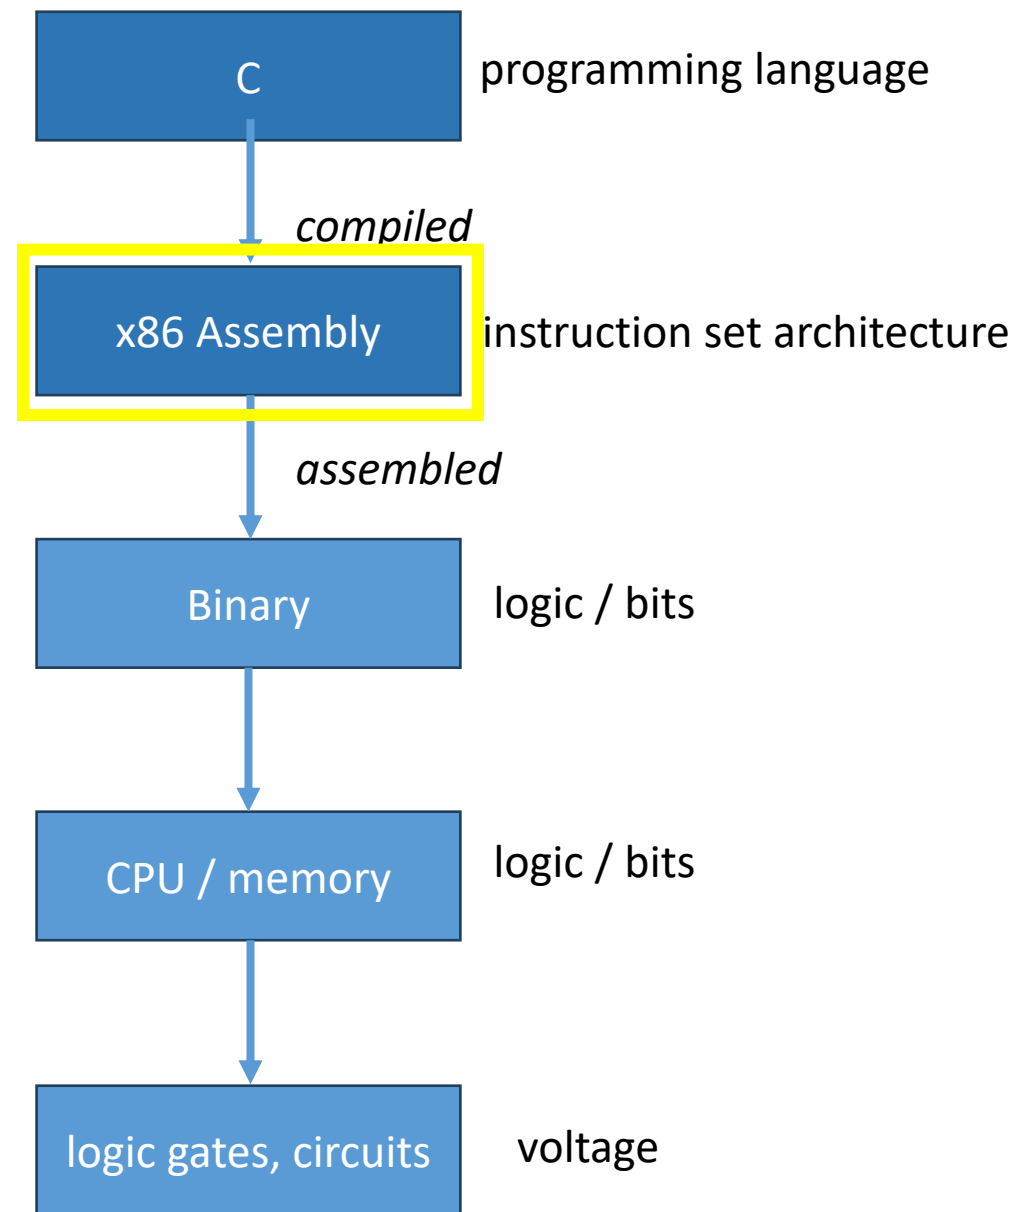 C
programming language
compiled
x86 Assembly
instruction set architecture
assembled
Binary
logic / bits
CPU / memory
logic / bits
logic gates, circuits
voltage